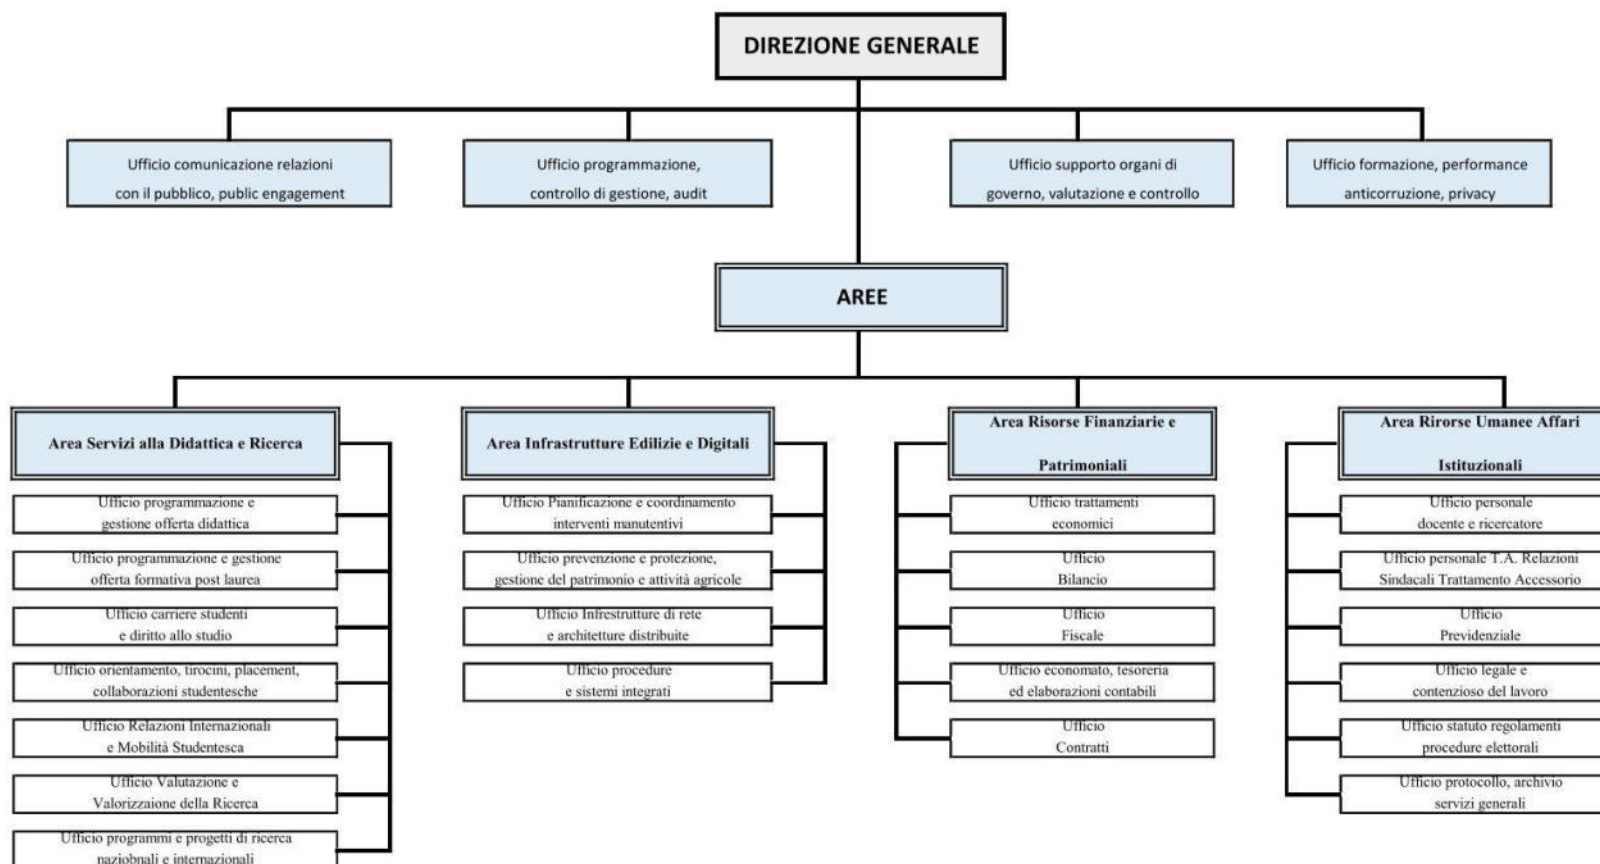 DIREZIONE GENERALE
Ufficio comunicazione relazioni
con il pubblico, public engagement
Ufficio programmazione,
controllo di gestione, audit
Ufficio supporto organi di
governo, valutazione e controllo
Ufficio formazione, performance
anticorruzione, privacy
AREE
Area Servizi alla Didattica e Ricerca
Ufficio programmazione e
gestione offerta didattica
Ufficio programmazione e gestione
offerta formativa post laurea
Ufficio carriere studenti
e diritto allo studio
Ufficio orientamento, tirocini, placement,
collaborazioni studentesche
Ufficio Relazioni Internazionali
e Mobilità Studentesca
Ufficio Valutazione e
Valorizzaione della Ricerca
Ufficio programmi e progetti di ricerca
naziobnali e internazionali
Area Infrastrutture Edilizie e Digitali
Ufficio Pianificazione e coordinamento
interventi manutentivi
Ufficio prevenzione e protezione,
gestione del patrimonio e attività agricole
Ufficio Infrestrutture di rete
e architetture distribuite
Ufficio procedure
e sistemi integrati
Area Risorse Finanziarie e
Patrimoniali
Ufficio trattamenti
economici
Ufficio
Bilancio
Ufficio
Fiscale
Ufficio economato, tesoreria
ed elaborazioni contabili
Ufficio
Contratti
Area Rirorse Umanee Affari
Istituzionali
Ufficio personale
docente e ricercatore
Ufficio personale T.A. Relazioni
Sindacali Trattamento Accessorio
Ufficio
Previdenziale
Ufficio legale e
contenzioso del lavoro
Ufficio statuto regolamenti
procedure elettorali
Ufficio protocollo, archivio
servizi generali